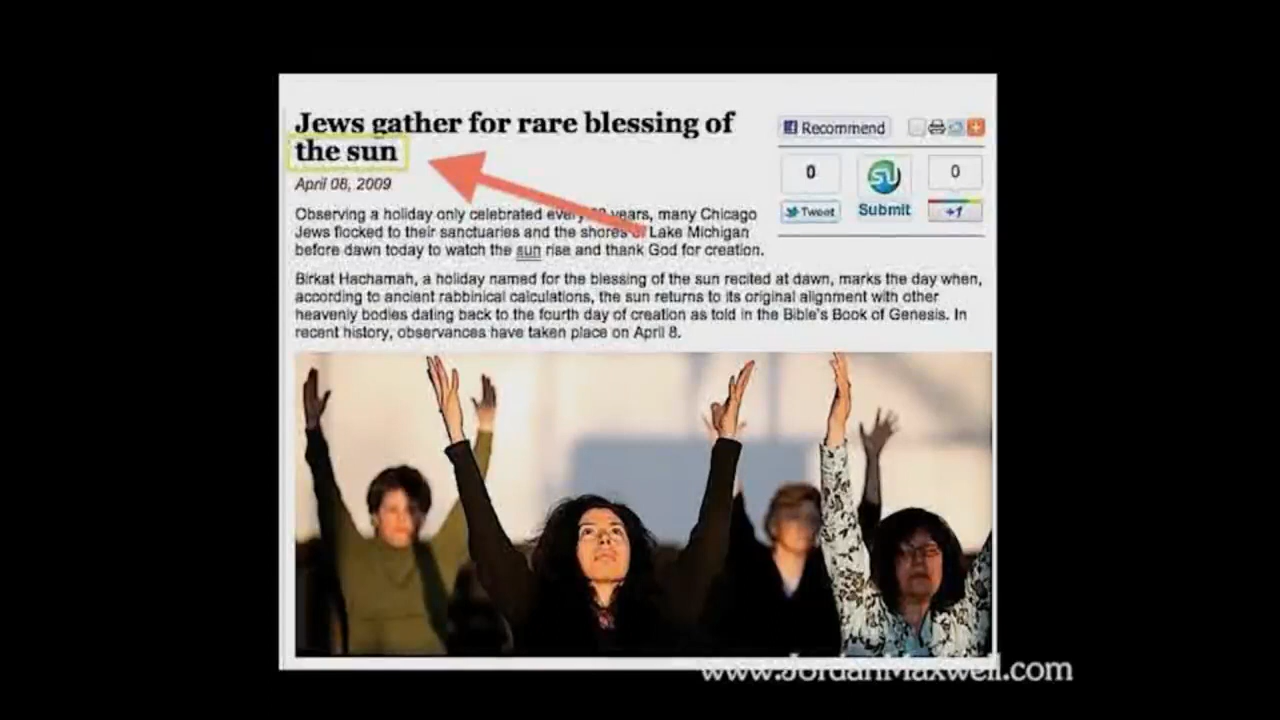 Jews gather for rare blessing of
the sun
April 08, 2009
Recommend
0
0
Tweet
Submit
+1
Observing a holiday only celebrated every years, many Chicago
Jews flocked to their sanctuaries and the shores of Lake Michigan
before dawn today to watch the sun rise and thank God for creation.
Birkat Hachamah, a holiday named for the blessing of the sun recited at dawn, marks the day when,
according to ancient rabbinical calculations, the sun returns to its original alignment with other
heavenly bodies dating back to the fourth day of creation as told in the Bible's Book of Genesis. In
recent history, observances have taken place on April 8.
www.JordanMaxwell.com